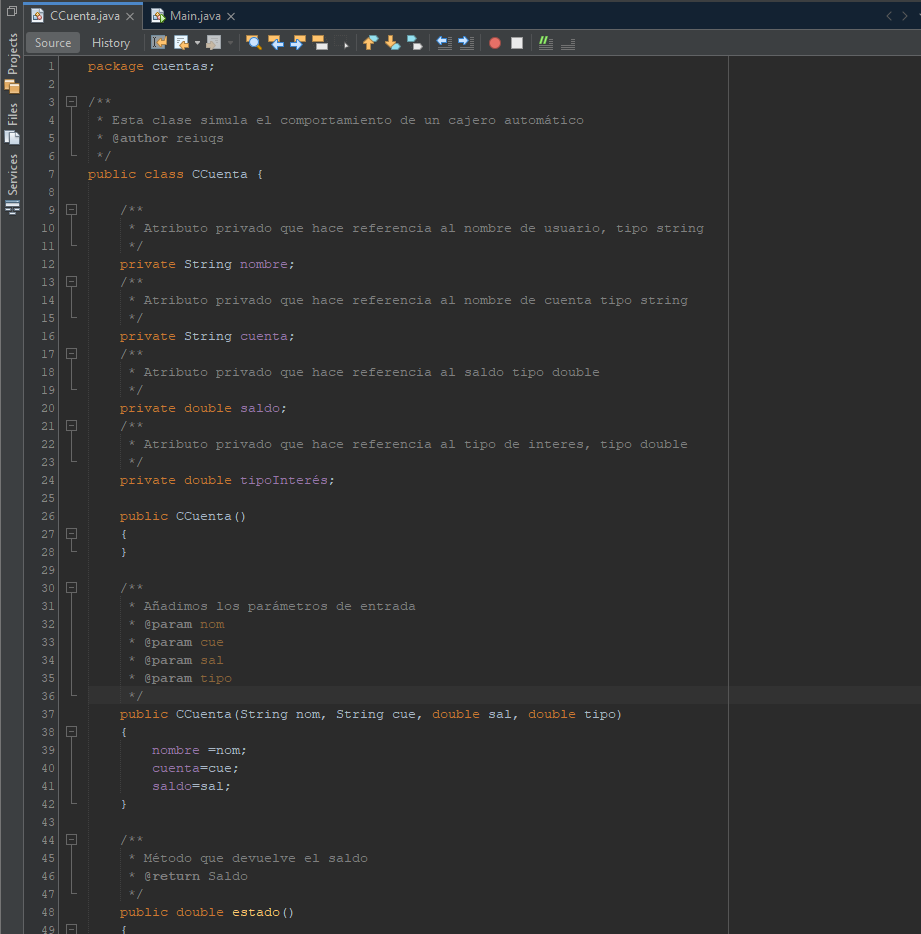 CCuenta.java
Main.java
Source History
Projects
Files
Services
1 package cuentas;
2
3 /**
4 * Esta clase simula el comportamiento de un cajero automático
5 * @author reiuqs
6 */
7 public class CCuenta {
8
9 /**
10 * Atributo privado que hace referencia al nombre de usuario, tipo string
11 */
12 private String nombre;
13 /**
14 * Atributo privado que hace referencia al nombre de cuenta tipo string
15 */
16 private String cuenta;
17 /**
18 * Atributo privado que hace referencia al saldo tipo double
19 */
20 private double saldo;
21 /**
22 * Atributo privado que hace referencia al tipo de interes, tipo double
23 */
24 private double tipoInterés;
25
26 public CCuenta()
27 {
28 }
29
30 /**
31 * Añadimos los parámetros de entrada
32 * @param nom
33 * @param cue
34 * @param sal
35 * @param tipo
36 */
37 public CCuenta(String nom, String cue, double sal, double tipo)
38 {
39 nombre =nom;
40 cuenta=cue;
41 saldo=sal;
42 }
43
44 /**
45 * Método que devuelve el saldo
46 * @return Saldo
47 */
48 public double estado()
49 {